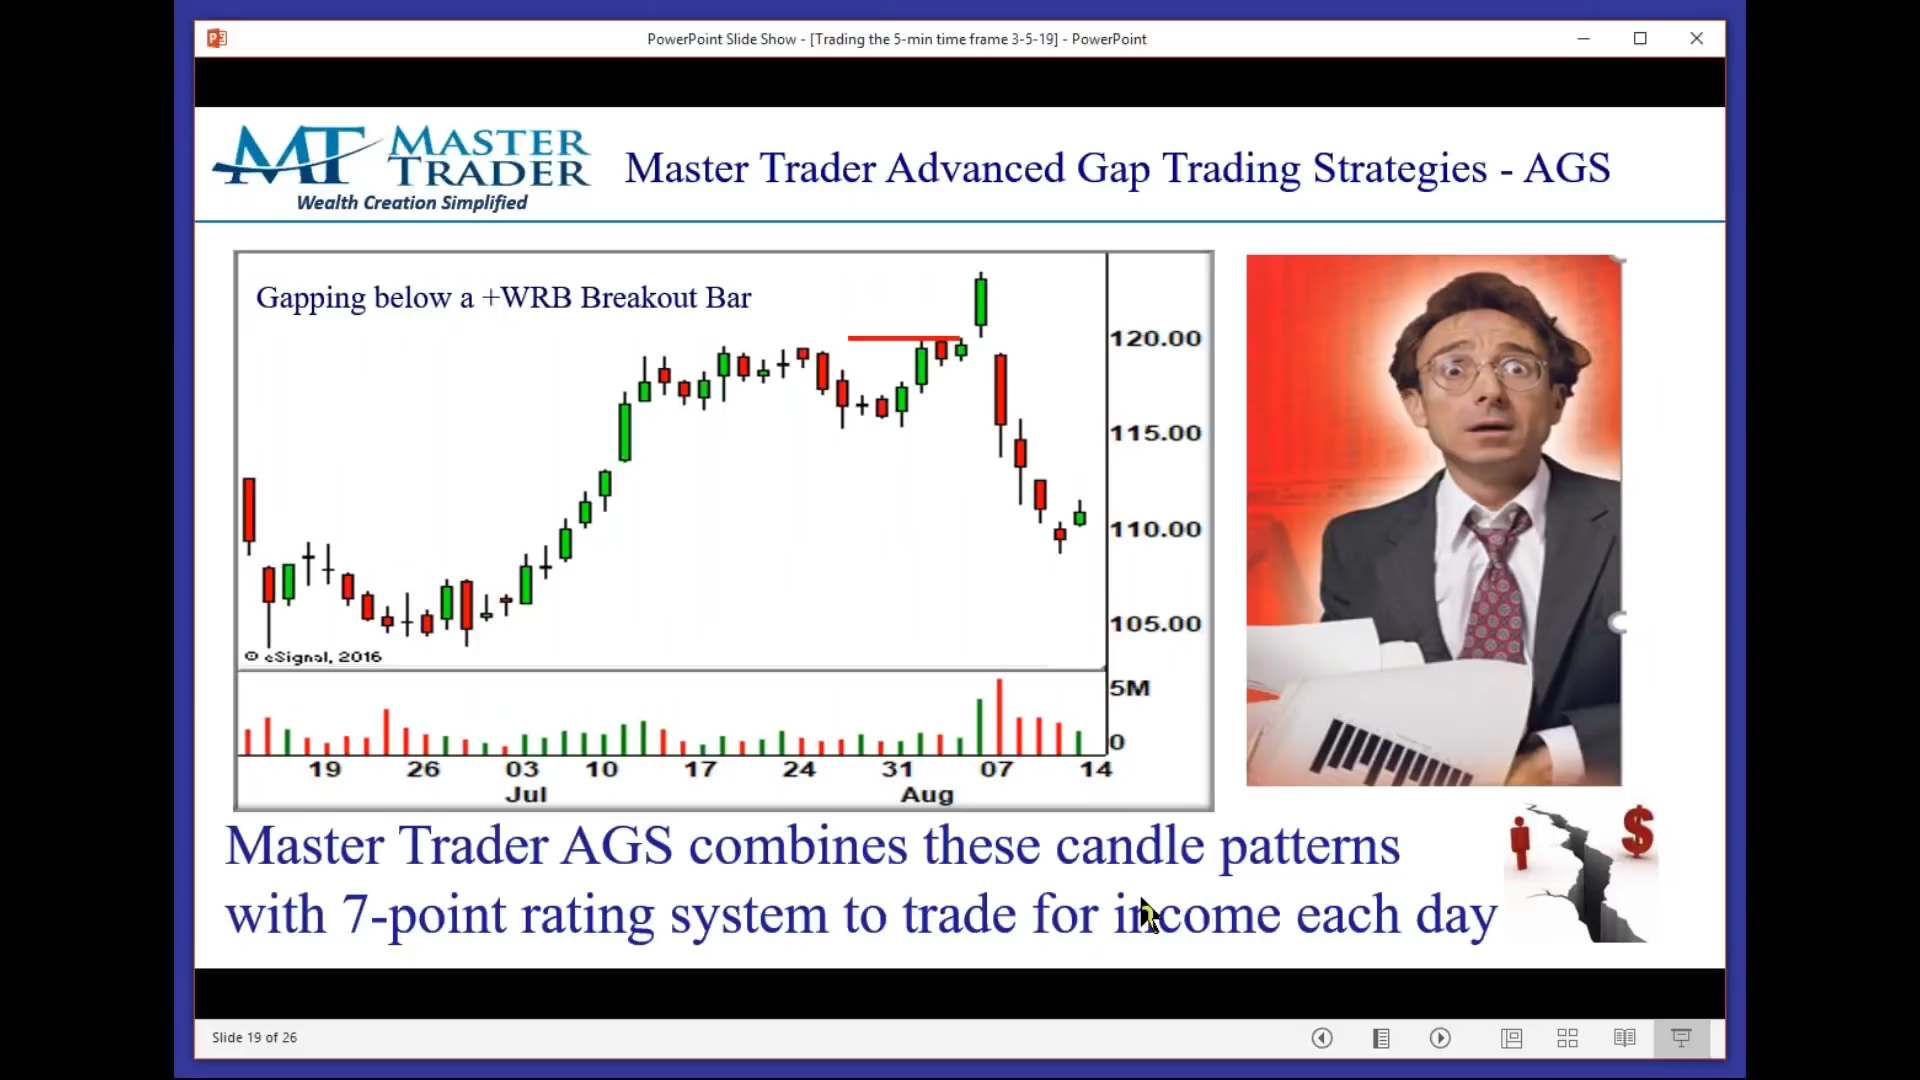 PowerPoint Slide Show - [Trading the 5-min time frame 3-5-19] - PowerPoint
MT MASTER TRADER
Wealth Creation Simplified
Master Trader Advanced Gap Trading Strategies - AGS
Gapping below a +WRB Breakout Bar
120.00
115.00
110.00
105.00
© eSignal, 2016
5M
0
19 26 03 10 17 24 31 07 14
Jul Aug
$
Master Trader AGS combines these candle patterns
with 7-point rating system to trade for income each day
Slide 19 of 26